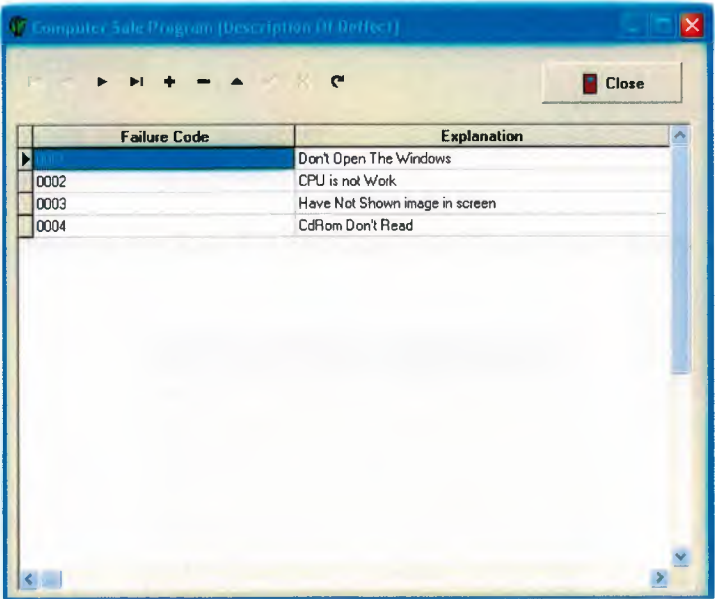 Computer Sale Program [Description Of Deffect]
Close
Failure Code Explanation
0001 Don't Open The Windows
0002 CPU is not Work
0003 Have Not Shown image in screen
0004 CdRom Don't Read